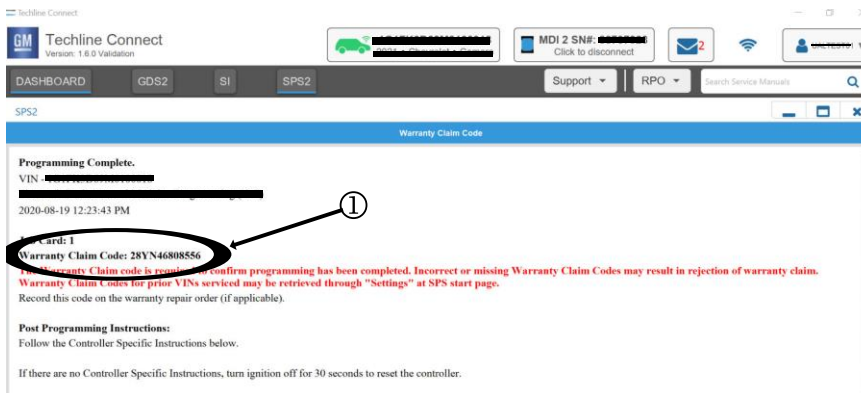 Techline Connect
GM
Techline Connect
Version: 1.6.0 Validation
2021 • Chevrolet • Camaro
MDI 2 SN#:
Click to disconnect
2
DASHBOARD GDS2 SI SPS2 Support RPO Search Service Manuals
SPS2
Warranty Claim Code
Programming Complete.
VIN -
2020-08-19 12:23:43 PM
①
Card: 1
Warranty Claim Code: 28YN46808556
The Warranty Claim code is required to confirm programming has been completed. Incorrect or missing Warranty Claim Codes may result in rejection of warranty claim.
Warranty Claim Codes for prior VINs serviced may be retrieved through "Settings" at SPS start page.
Record this code on the warranty repair order (if applicable).
Post Programming Instructions:
Follow the Controller Specific Instructions below.
If there are no Controller Specific Instructions, turn ignition off for 30 seconds to reset the controller.